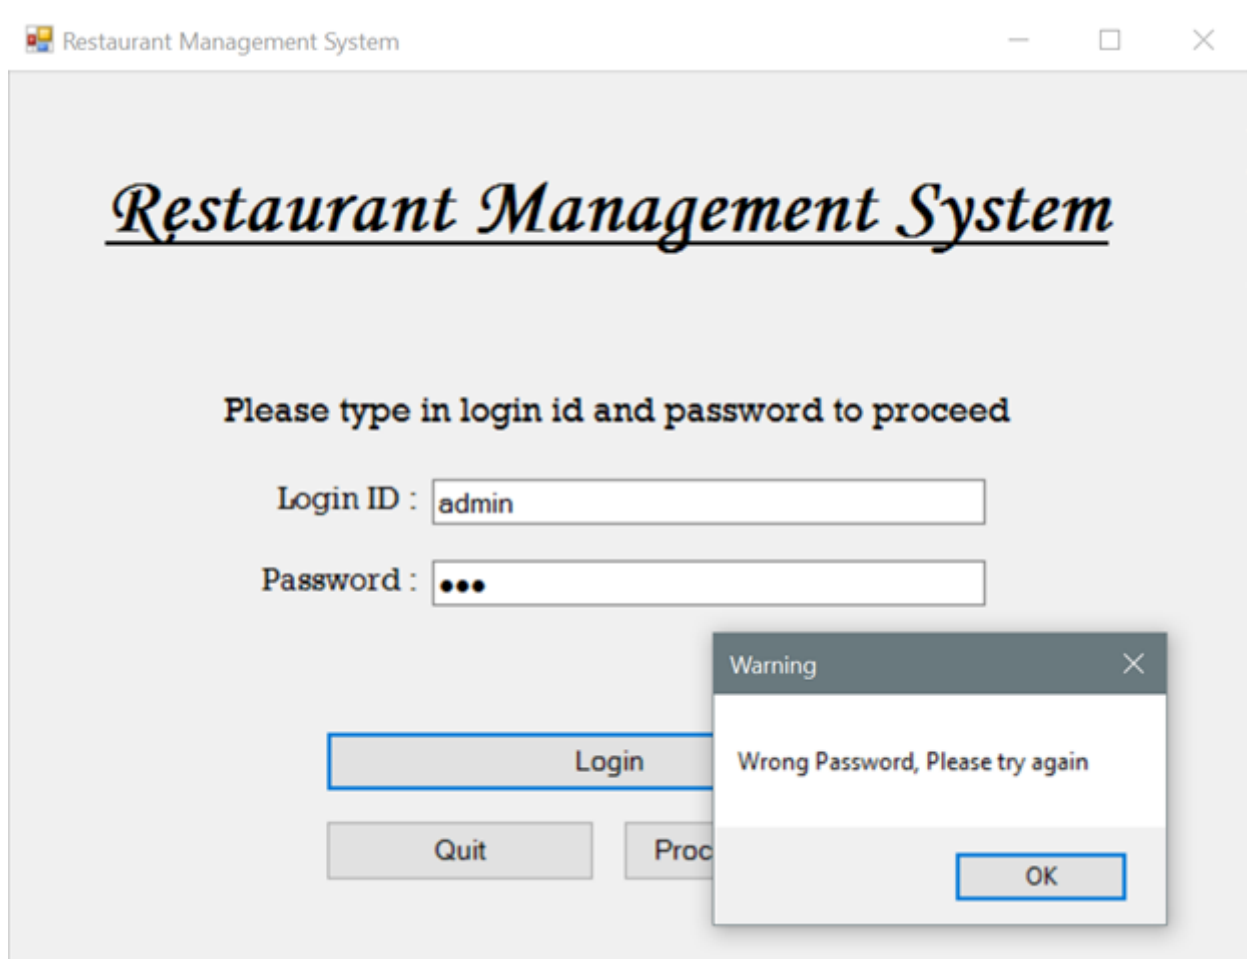 Restaurant Management System
Restaurant Management System
Please type in login id and password to proceed
Login ID : admin
Password : •••
Warning
Wrong Password, Please try again
Login
Quit
OK